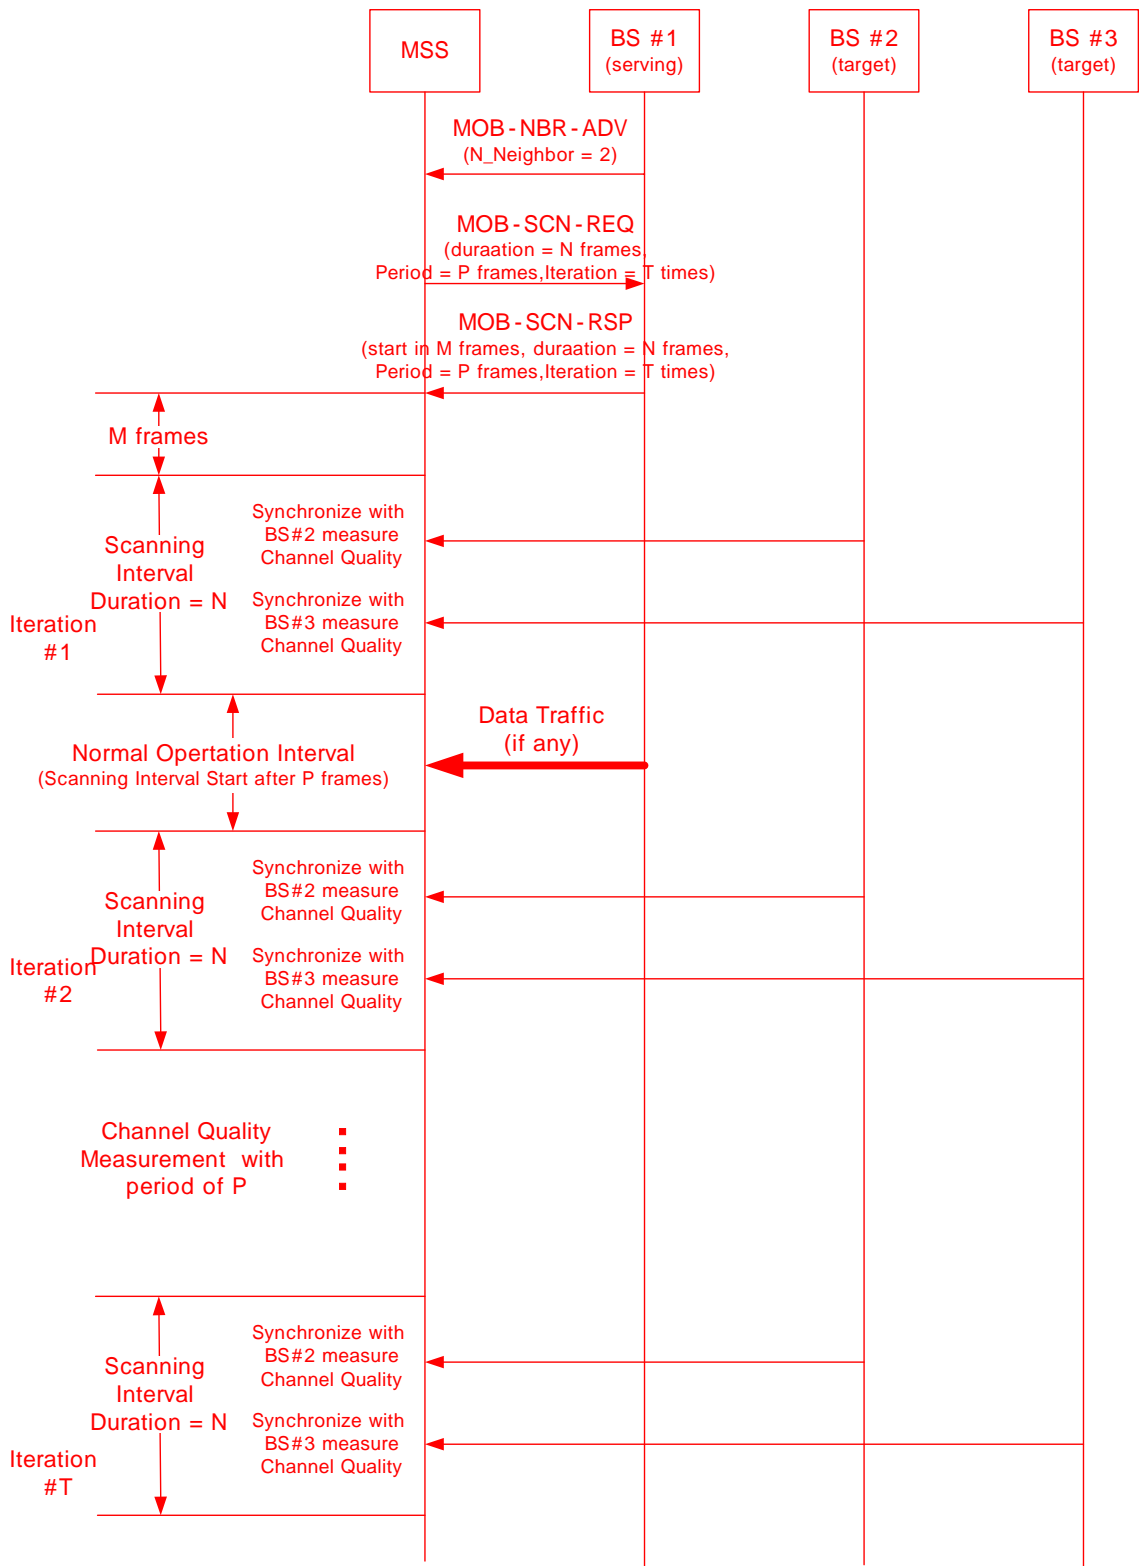 MSS
BS #1
(serving)
BS #2
(target)
BS #3
(target)
MOB-NBR-ADV
(N_Neighbor = 2)
MOB-SCN-REQ
(duraation = N frames,
Period = P frames,Iteration = T times)
MOB-SCN-RSP
(start in M frames, duraation = N frames,
Period = P frames,Iteration = T times)
M frames
Synchronize with
BS#2 measure
Channel Quality
Scanning
Interval
Duration = N
Synchronize with
BS#3 measure
Channel Quality
Iteration
#1
Data Traffic
(if any)
Normal Opertation Interval
(Scanning Interval Start after P frames)
Synchronize with
BS#2 measure
Channel Quality
Scanning
Interval
Duration = N
Synchronize with
BS#3 measure
Channel Quality
Iteration
#2
Channel Quality
Measurement with
period of P
Synchronize with
BS#2 measure
Channel Quality
Scanning
Interval
Duration = N
Synchronize with
BS#3 measure
Channel Quality
Iteration
#T